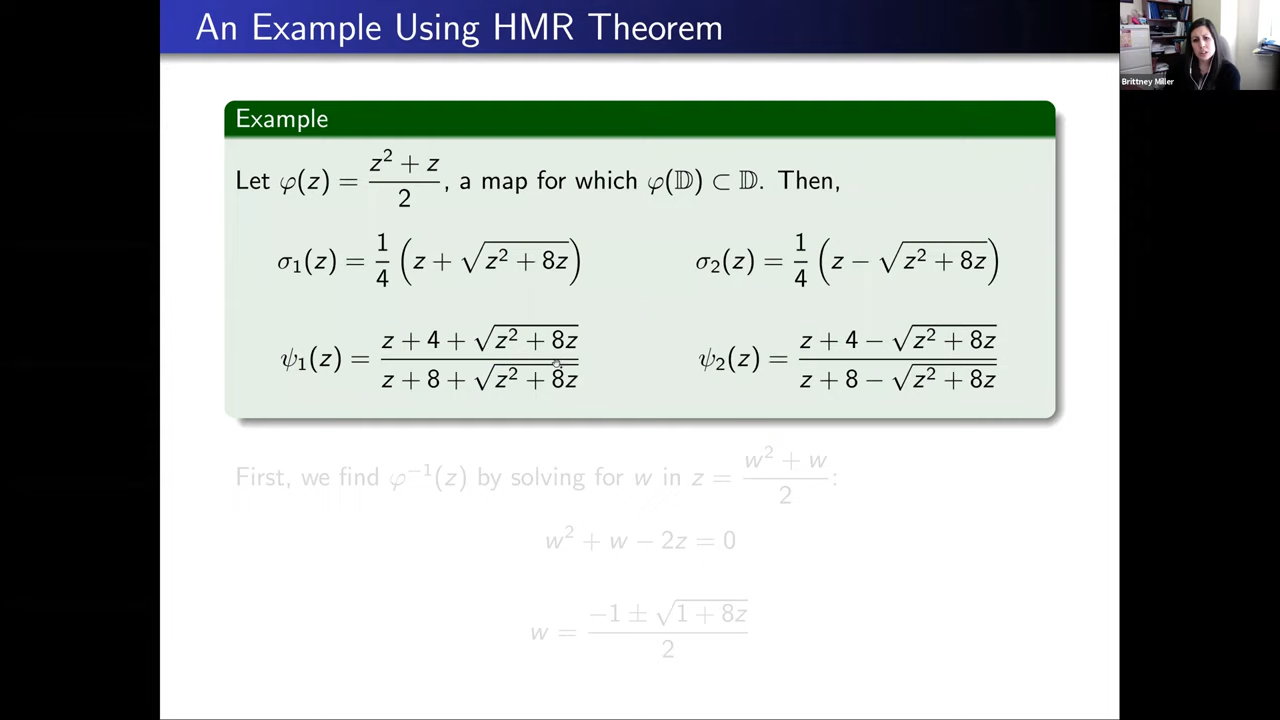 An Example Using HMR Theorem
Brittney Miller
Example
Let φ(z) = (z² + z)/2, a map for which φ(𝔻) ⊂ 𝔻. Then,
σ₁(z) = 1/4 (z + √(z² + 8z))    σ₂(z) = 1/4 (z − √(z² + 8z))
ψ₁(z) = (z + 4 + √(z² + 8z))/(z + 8 + √(z² + 8z))    ψ₂(z) = (z + 4 − √(z² + 8z))/(z + 8 − √(z² + 8z))
First, we find φ⁻¹(z) by solving for w in z = (w² + w)/2:
w² + w − 2z = 0
w = (−1 ± √(1 + 8z))/2